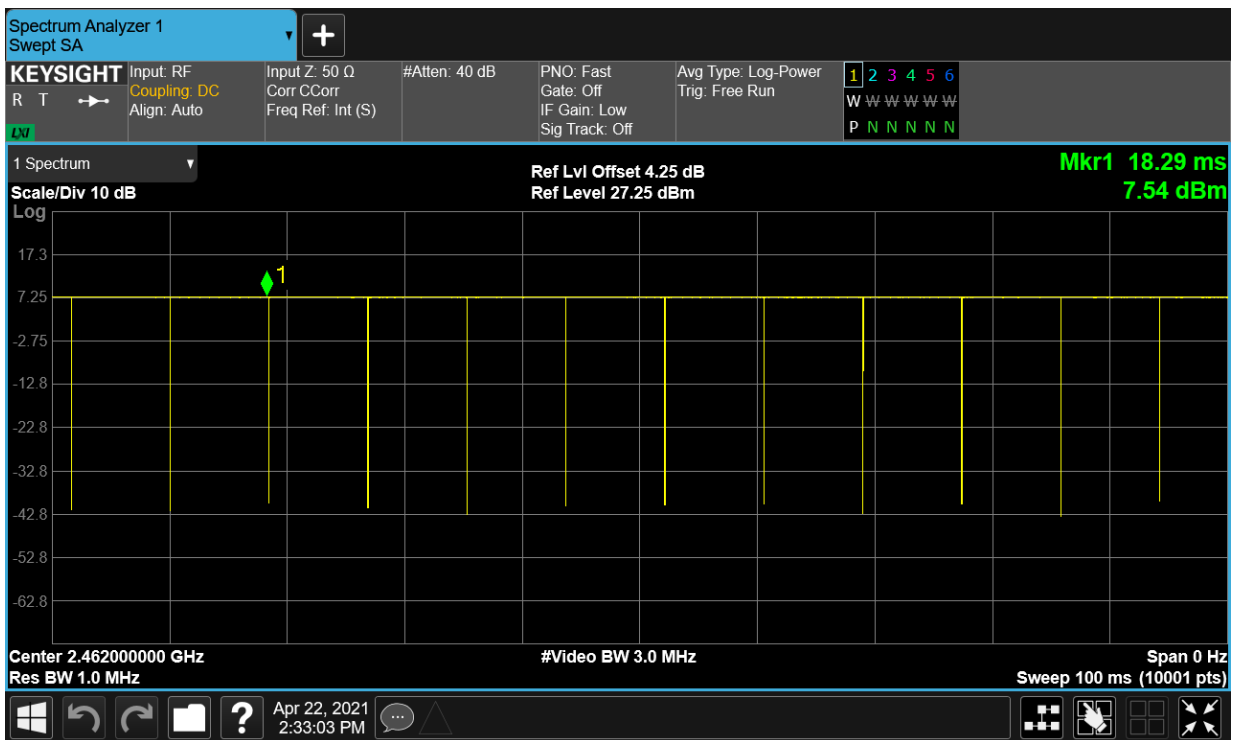 Spectrum Analyzer 1
Swept SA
KEYSIGHT
R T
LXI
Input: RF
Coupling: DC
Align: Auto
Input Z: 50 Ω
Corr CCorr
Freq Ref: Int (S)
#Atten: 40 dB
PNO: Fast
Gate: Off
IF Gain: Low
Sig Track: Off
Avg Type: Log-Power
Trig: Free Run
1 2 3 4 5 6
W W W W W W
P N N N N N
1 Spectrum
Scale/Div 10 dB
Ref Lvl Offset 4.25 dB
Ref Level 27.25 dBm
Mkr1 18.29 ms
7.54 dBm
Log
17.3
1
7.25
-2.75
-12.8
-22.8
-32.8
-42.8
-52.8
-62.8
Center 2.462000000 GHz
Res BW 1.0 MHz
#Video BW 3.0 MHz
Span 0 Hz
Sweep 100 ms (10001 pts)
?
Apr 22, 2021
2:33:03 PM